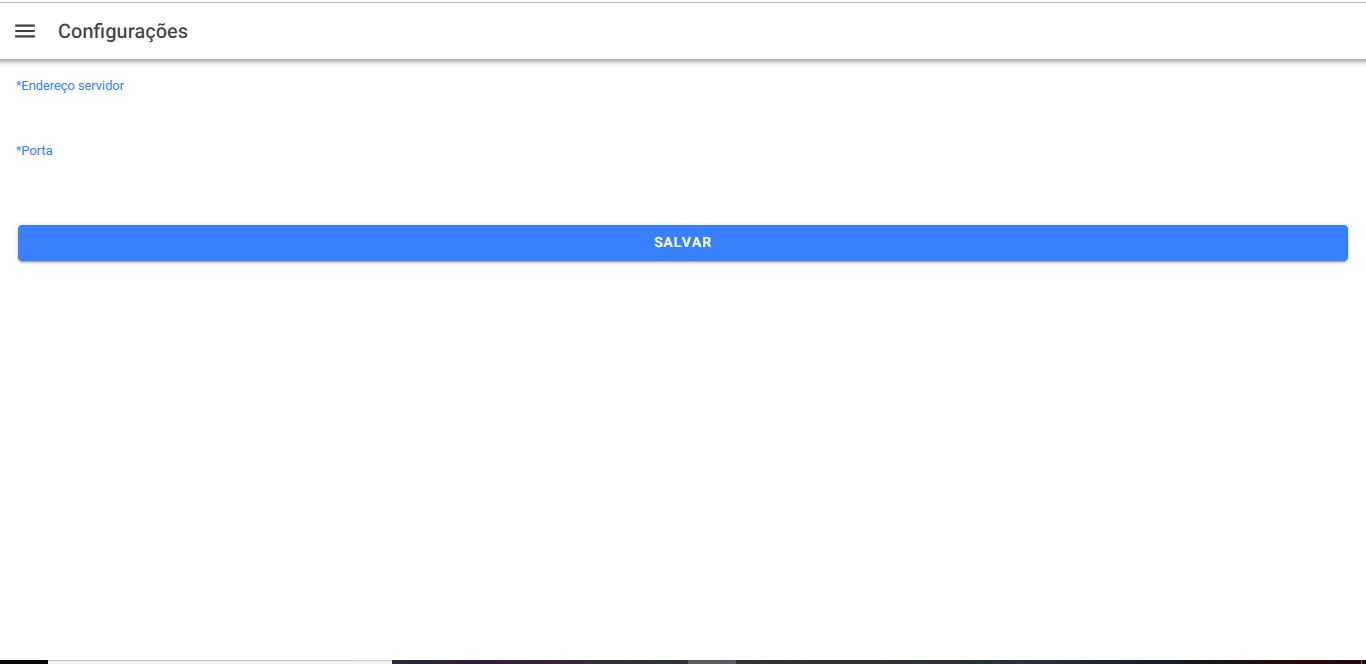 Configurações
*Endereço servidor
*Porta
SALVAR